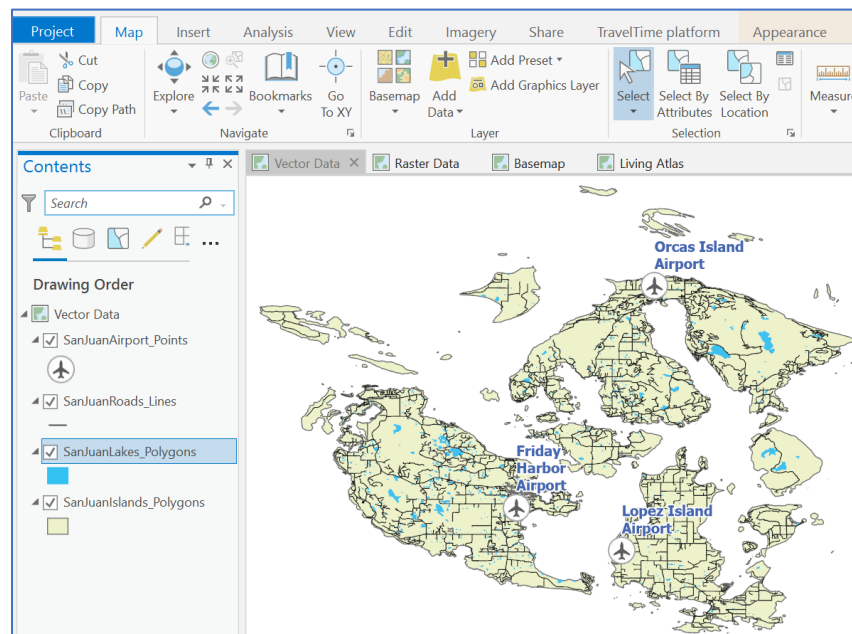 Project Map Insert Analysis View Edit Imagery Share TravelTime platform Appearance
Cut
Copy
Copy Path
Paste
Clipboard
Explore
Bookmarks
Go
To XY
Navigate
Basemap
Add
Data
Add Preset
Add Graphics Layer
Layer
Select
Select By
Attributes
Select By
Location
Selection
Measur
Contents
Search
Drawing Order
Vector Data
SanJuanAirport_Points
SanJuanRoads_Lines
SanJuanLakes_Polygons
SanJuanIslands_Polygons
Vector Data Raster Data Basemap Living Atlas
Orcas Island
Airport
Friday
Harbor
Airport
Lopez Island
Airport